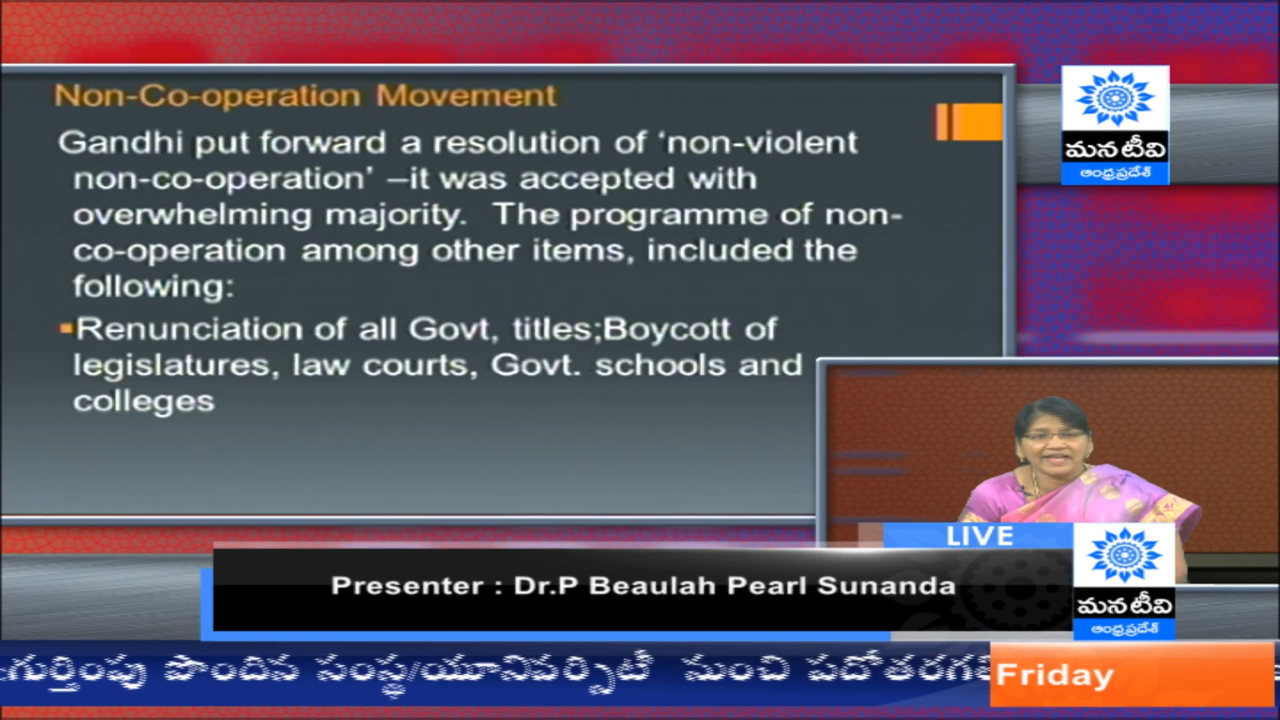 Non-Co-operation Movement
Gandhi put forward a resolution of ‘non-violent
non-co-operation’ –it was accepted with
overwhelming majority. The programme of non-
co-operation among other items, included the
following:
▪Renunciation of all Govt, titles;Boycott of
legislatures, law courts, Govt. schools and
colleges
మన టీవి
ఆంధ్రప్రదేశ్
LIVE
Presenter : Dr.P Beaulah Pearl Sunanda
మన టీవి
ఆంధ్రప్రదేశ్
గుర్తింపు పొందిన సంస్థ/యూనివర్సిటీ నుంచి పదోతరగతి
Friday